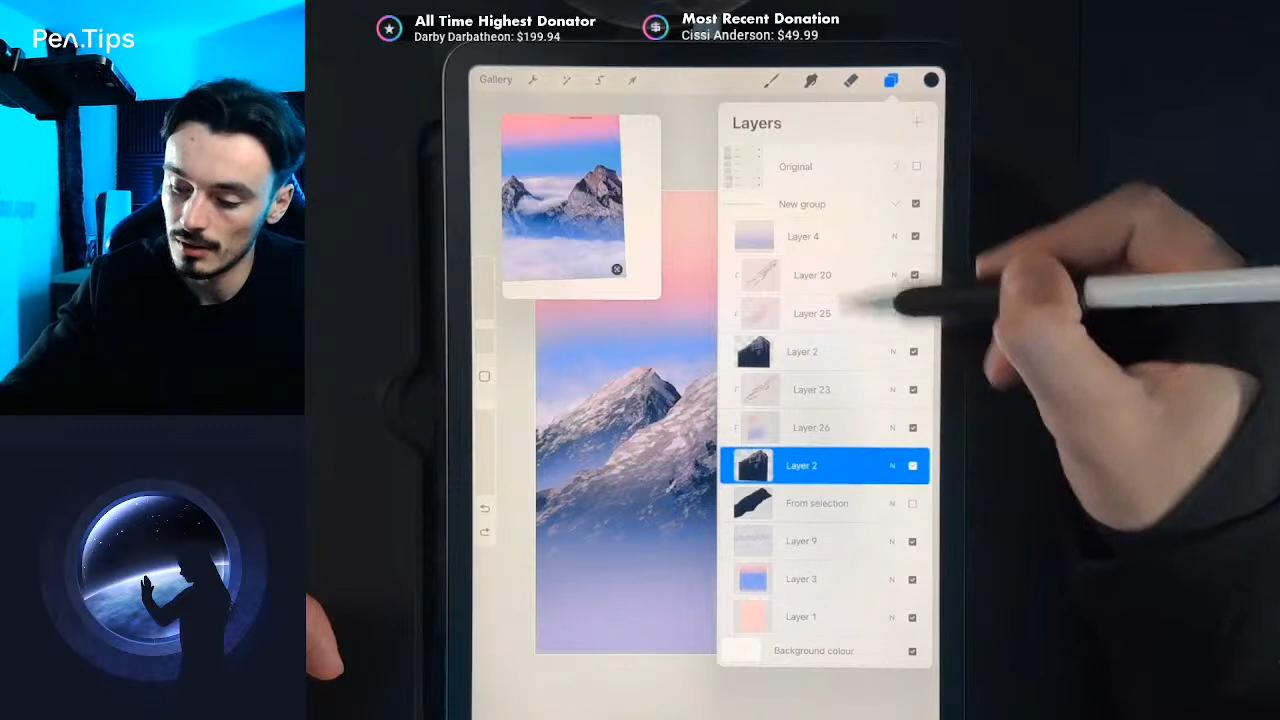 Pen.Tips
All Time Highest Donator
Darby Darbatheon: $199.94
Most Recent Donation
Cissi Anderson: $49.99
Gallery
Layers
Original
New group
Layer 4 N
Layer 20 N
Layer 25
Layer 2 N
Layer 23 N
Layer 26 N
Layer 2 N
From selection N
Layer 9 N
Layer 3 N
Layer 1 N
Background colour